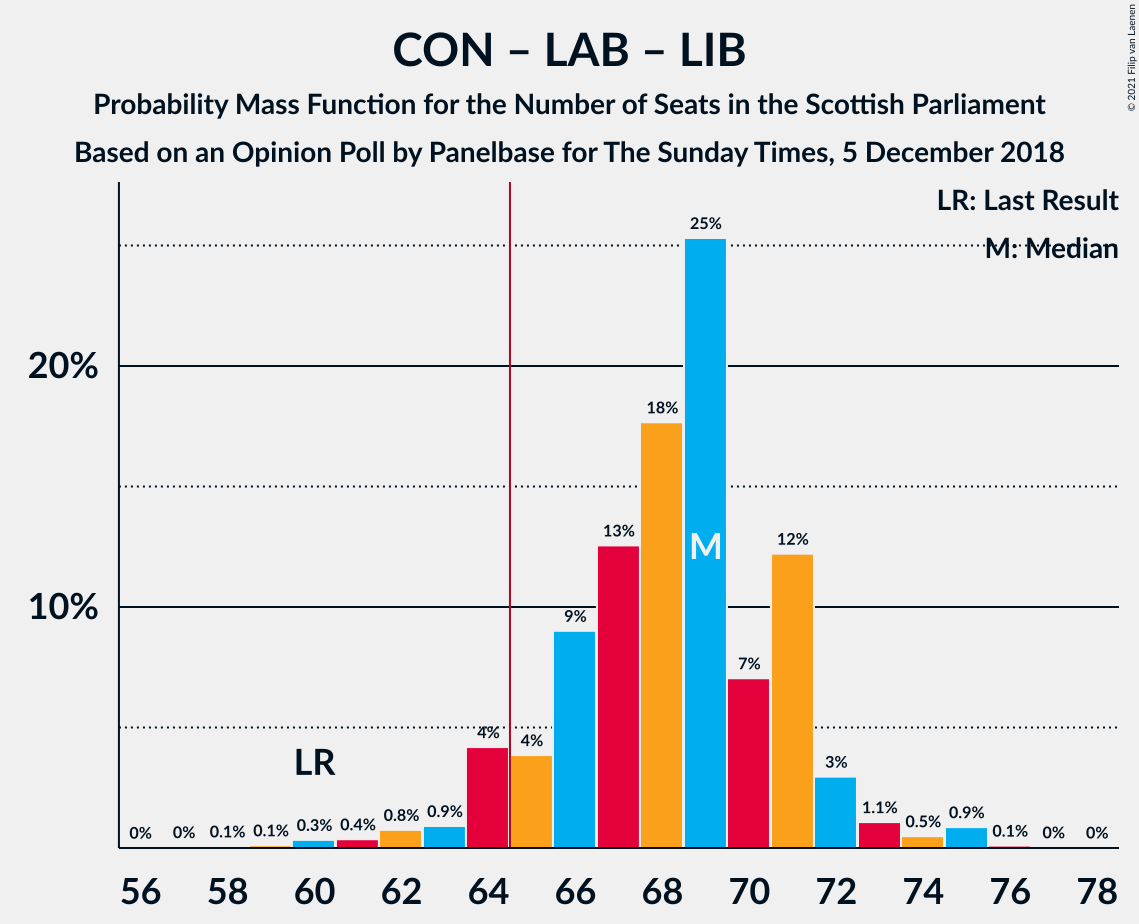 CON – LAB – LIB
Probability Mass Function for the Number of Seats in the Scottish Parliament
Based on an Opinion Poll by Panelbase for The Sunday Times, 5 December 2018
© 2021 Filip van Laenen
LR: Last Result
M: Median
20%
10%
0% 0% 0.1% 0.1% 0.3% 0.4% 0.8% 0.9% 4% 4% 9% 13% 18% 25% 7% 12% 3% 1.1% 0.5% 0.9% 0.1% 0% 0%
LR
M
56 58 60 62 64 66 68 70 72 74 76 78